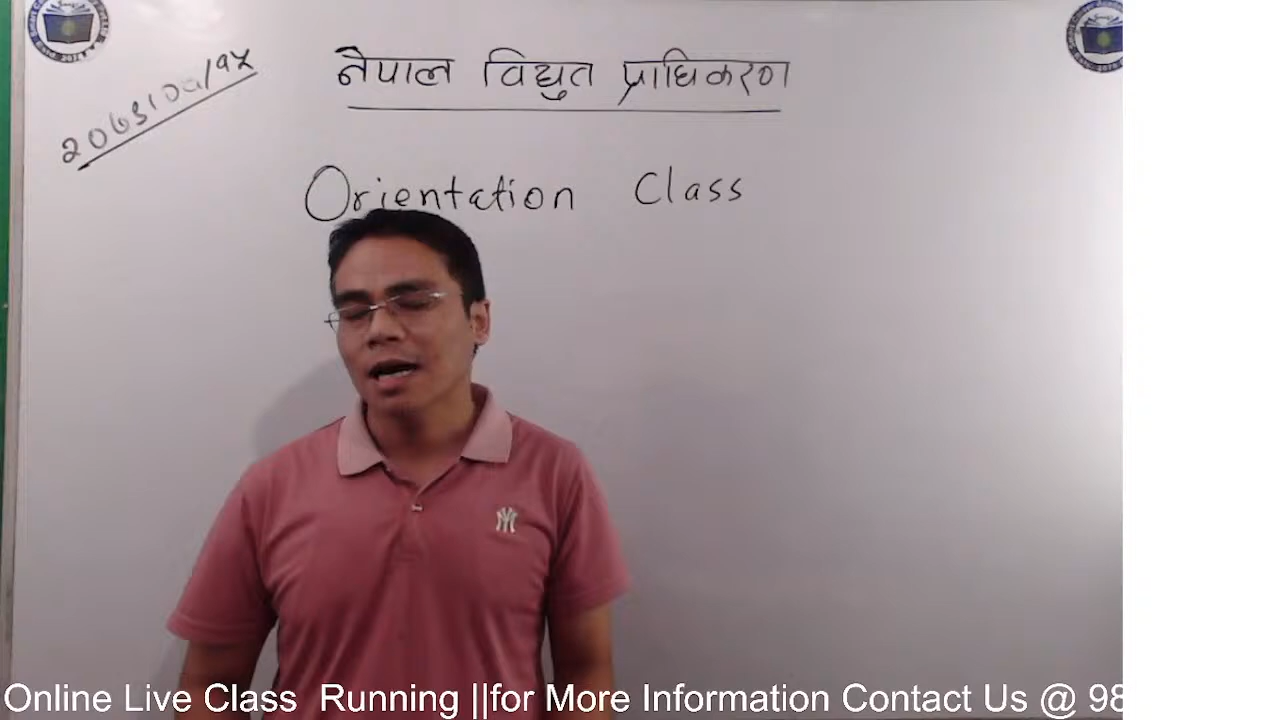 नेपाल विद्युत प्राधिकरण
Orientation Class
Online Live Class Running ||for More Information Contact Us @ 98